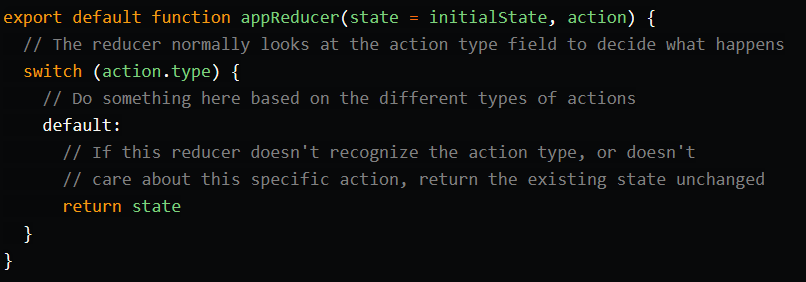 export default function appReducer(state = initialState, action) {
  // The reducer normally looks at the action type field to decide what happens
  switch (action.type) {
    // Do something here based on the different types of actions
    default:
      // If this reducer doesn't recognize the action type, or doesn't
      // care about this specific action, return the existing state unchanged
      return state
  }
}